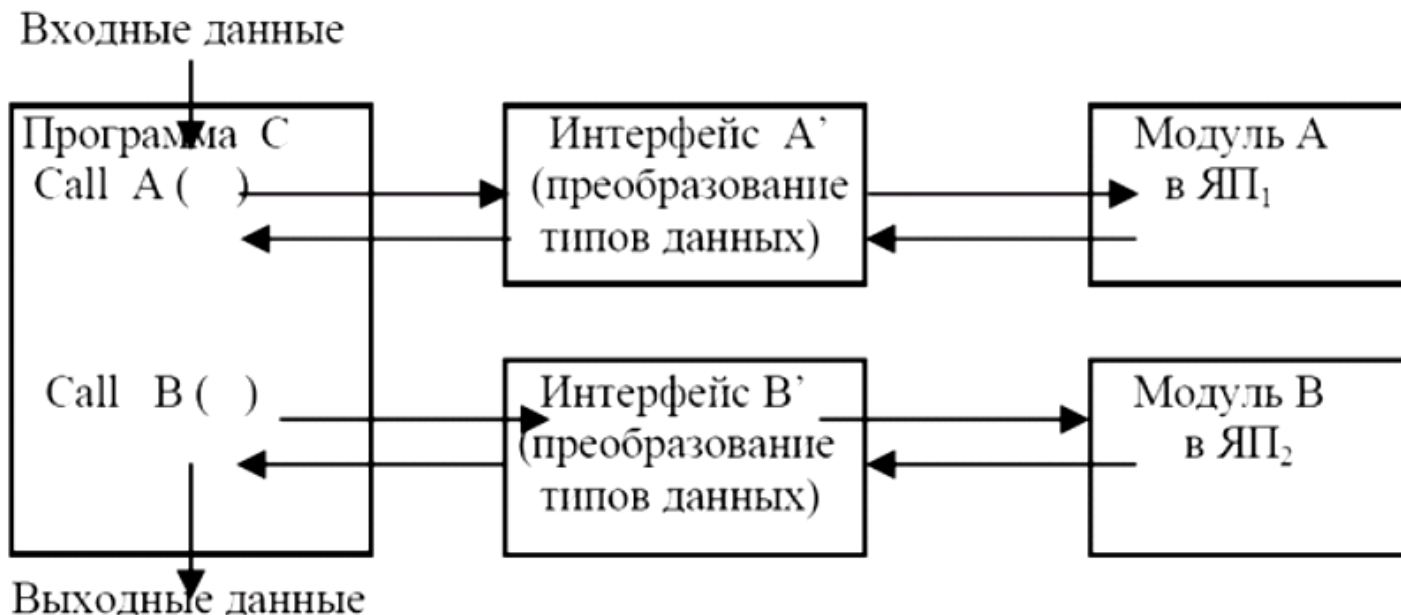 Входные данные
Программа С
Call А ( )
Интерфейс А’
(преобразование
типов данных)
Модуль А
в ЯП₁
Call В ( )
Интерфейс В’
(преобразование
типов данных)
Модуль В
в ЯП₂
Выходные данные